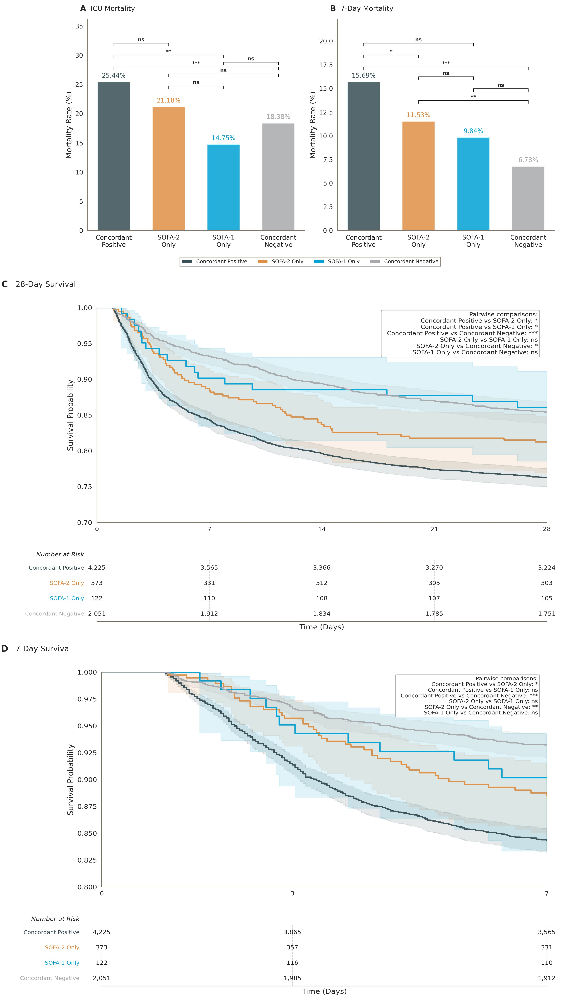 A ICU Mortality
Mortality Rate (%)
35
30
25
20
15
10
5
0
ns
**
ns
***
ns
ns
25.44%
21.18%
14.75%
18.38%
Concordant Positive
SOFA-2 Only
SOFA-1 Only
Concordant Negative
B 7-Day Mortality
Mortality Rate (%)
20.0
17.5
15.0
12.5
10.0
7.5
5.0
2.5
0.0
ns
*
***
ns
ns
**
15.69%
11.53%
9.84%
6.78%
Concordant Positive
SOFA-2 Only
SOFA-1 Only
Concordant Negative
Concordant Positive SOFA-2 Only SOFA-1 Only Concordant Negative
C 28-Day Survival
Survival Probability
1.00
0.95
0.90
0.85
0.80
0.75
0.70
Pairwise comparisons:
Concordant Positive vs SOFA-2 Only: *
Concordant Positive vs SOFA-1 Only: *
Concordant Positive vs Concordant Negative: ***
SOFA-2 Only vs SOFA-1 Only: ns
SOFA-2 Only vs Concordant Negative: *
SOFA-1 Only vs Concordant Negative: ns
0 7 14 21 28
Number at Risk
Concordant Positive 4,225 3,565 3,366 3,270 3,224
SOFA-2 Only 373 331 312 305 303
SOFA-1 Only 122 110 108 107 105
Concordant Negative 2,051 1,912 1,834 1,785 1,751
Time (Days)
D 7-Day Survival
Survival Probability
1.000
0.975
0.950
0.925
0.900
0.875
0.850
0.825
0.800
Pairwise comparisons:
Concordant Positive vs SOFA-2 Only: *
Concordant Positive vs SOFA-1 Only: ns
Concordant Positive vs Concordant Negative: ***
SOFA-2 Only vs SOFA-1 Only: ns
SOFA-2 Only vs Concordant Negative: **
SOFA-1 Only vs Concordant Negative: ns
0 3 7
Number at Risk
Concordant Positive 4,225 3,865 3,565
SOFA-2 Only 373 357 331
SOFA-1 Only 122 116 110
Concordant Negative 2,051 1,985 1,912
Time (Days)